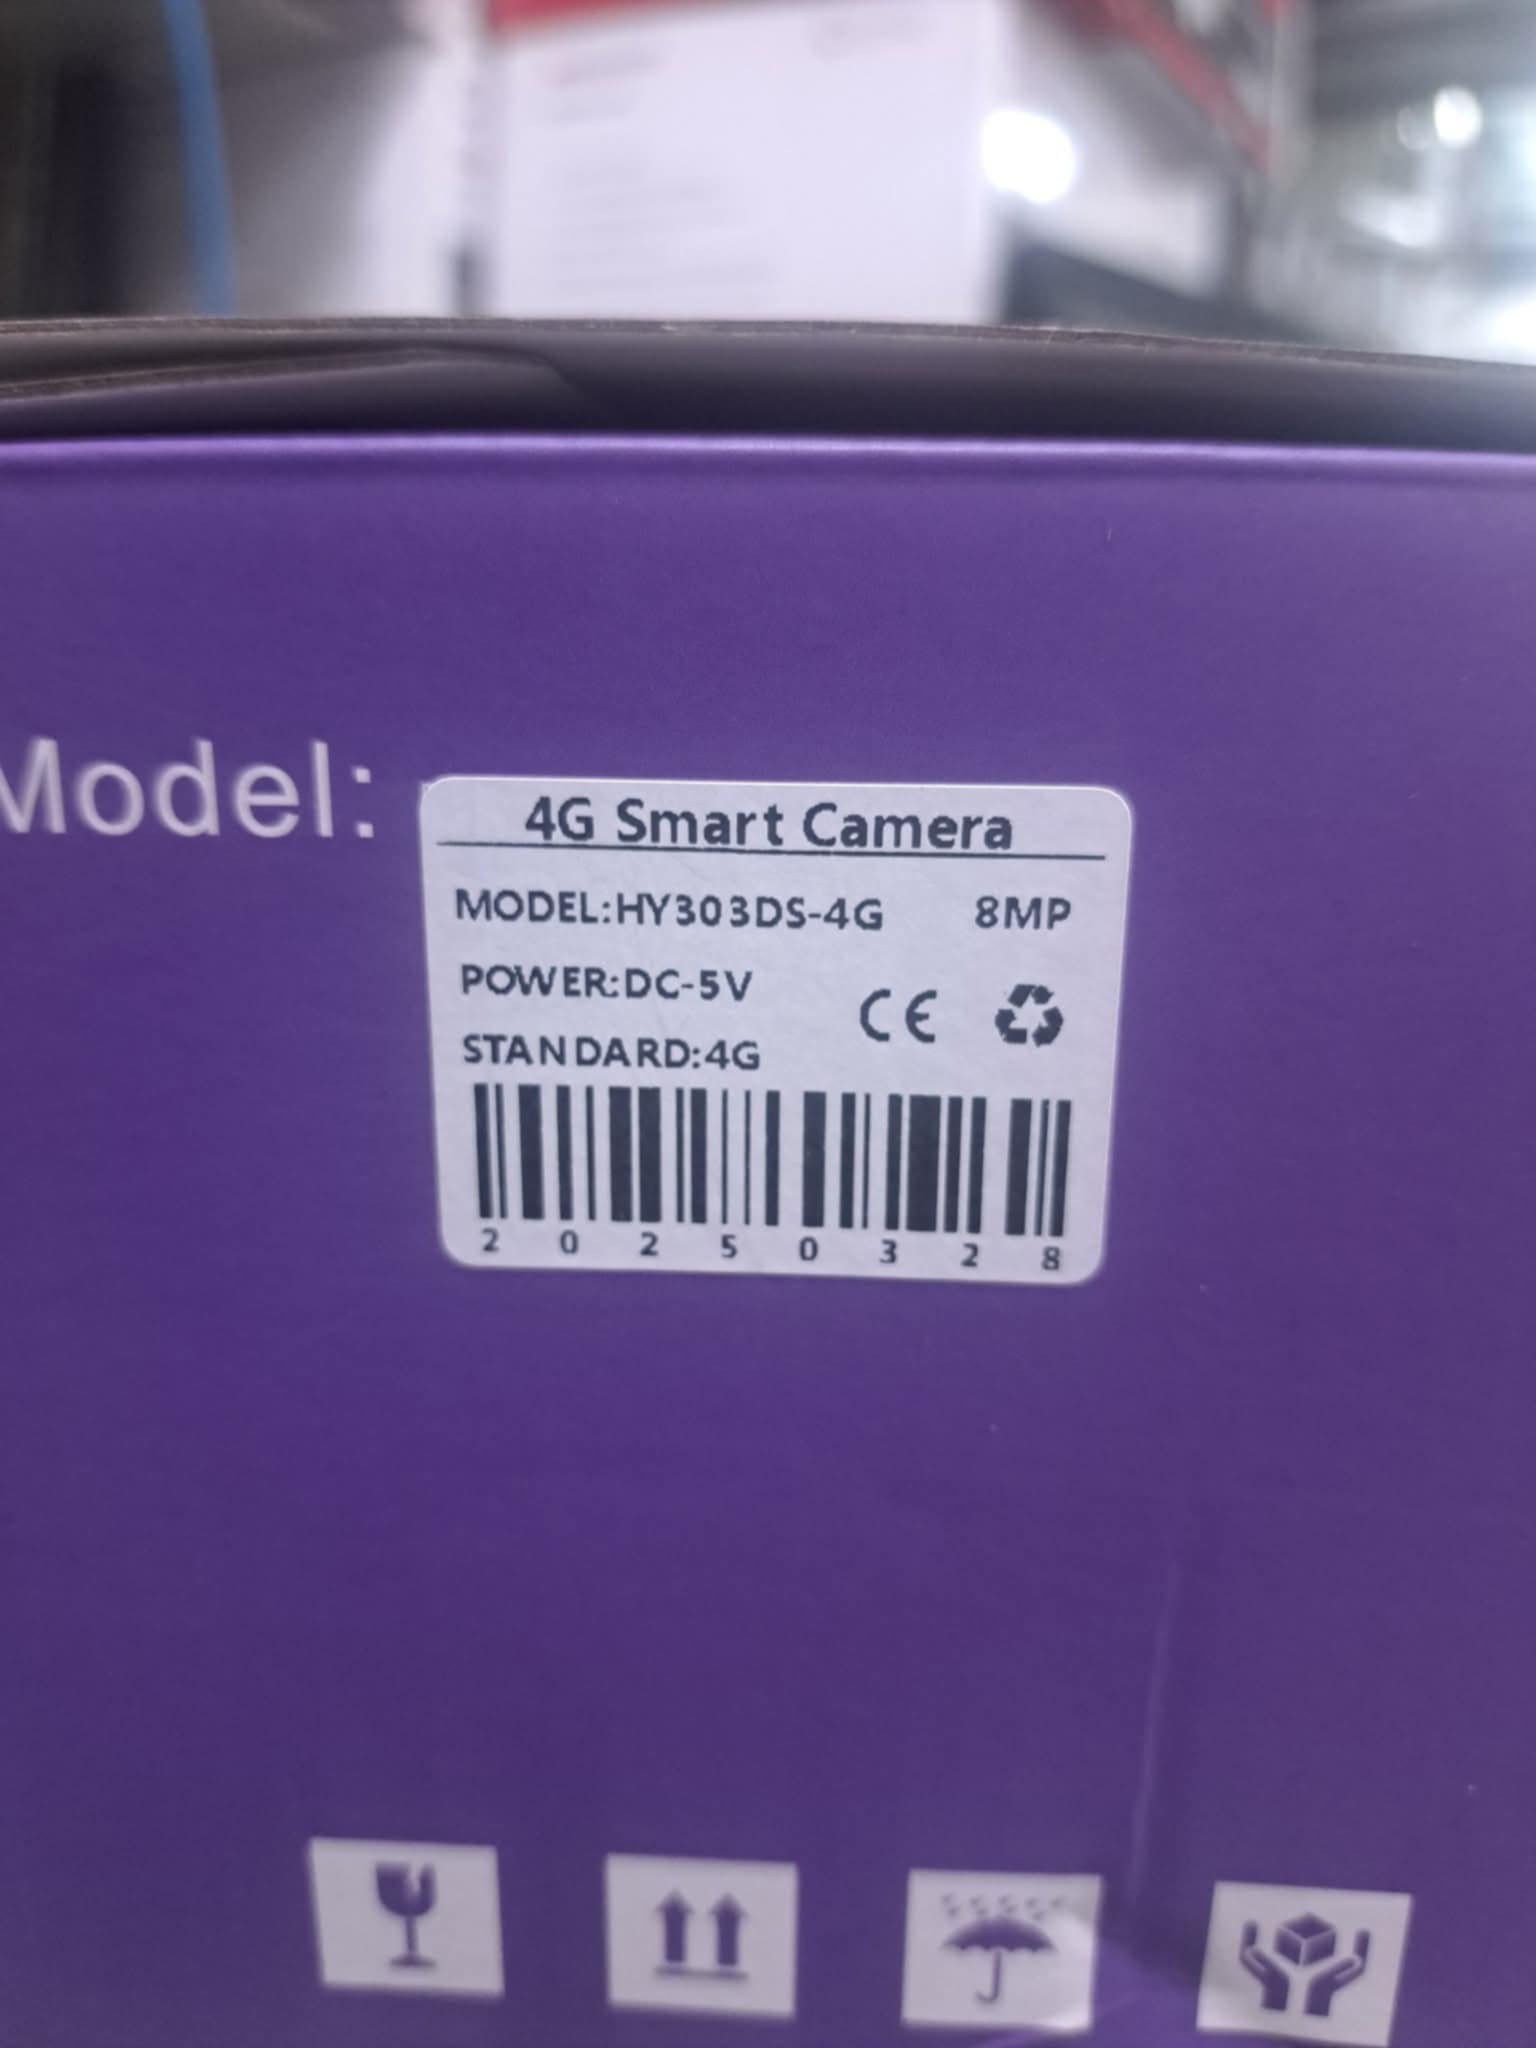 Model:
4G Smart Camera
MODEL:HY303DS-4G 8MP
POWER:DC-5V
CE
STANDARD:4G
2 0 2 5 0 3 2 8